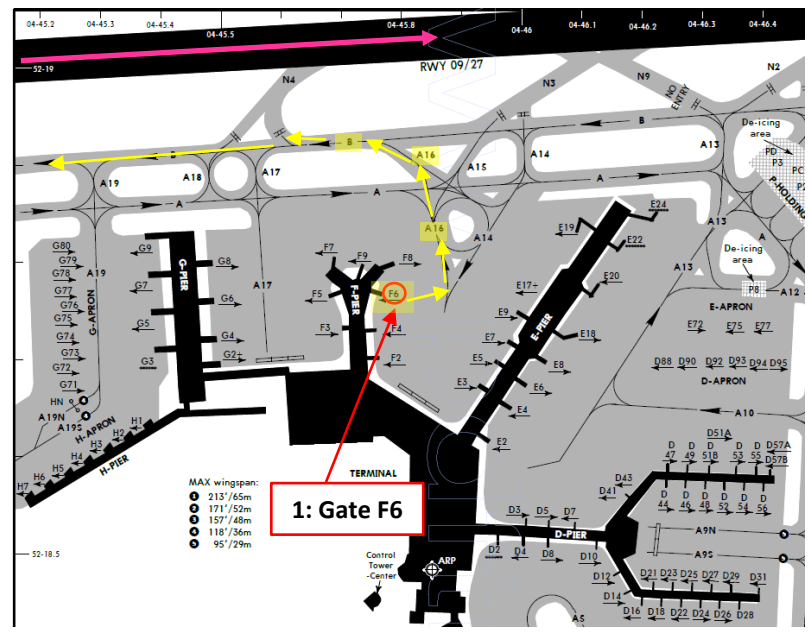 04-45.2 04-45.3 04-45.5 04-45.8 04-46 04-46.1 04-46.2 04-46.3 04-46.4
52-19
RWY 09/27
N4 N3 N9 N2
NO ENTRY
B B B
De-icing area
PD
P3
PC
P-HOLDING
A19 A18 A17 A16 A15 A14 A13
A A A
A16
A14
A13
A13
A
De-icing area
P8
A12
G80
G79
G78
G77
G76
G75
G74
G73
G72
G71
A19
G-APRON
G9
G7
G5
G3
G-PIER
G8
G6
G4
G2+
A17
F7
F9
F8
F5
F6
F3
F4
F2
F-PIER
E24
E19
E22
E20
E17+
E18
E9
E7
E8
E5
E6
E3
E4
E2
E-PIER
E-APRON
E72 E75 E77
D88 D90 D92 D93 D94 D95
D-APRON
A10
HN
4
4
A19N
A19S
H-APRON
H1
H2
H3
H4
H5
H6
H7
H-PIER
MAX wingspan:
1 213'/65m
2 171'/52m
3 157'/48m
4 118'/36m
5 95'/29m
TERMINAL
1: Gate F6
52-18.5
Control
Tower
-Center
ARP
D51A
D57A
D57B
D D D D D
47 49 51B 53 55
D D D D D D
44 46 48 52 54 56
D43
D41
D3 D5 D7
D-PIER
D2 D4 D8 D10
A9N
A9S
5
5
D12
D14
D21 D23 D25 D27 D29 D31
D16 D18 D22 D24 D26 D28